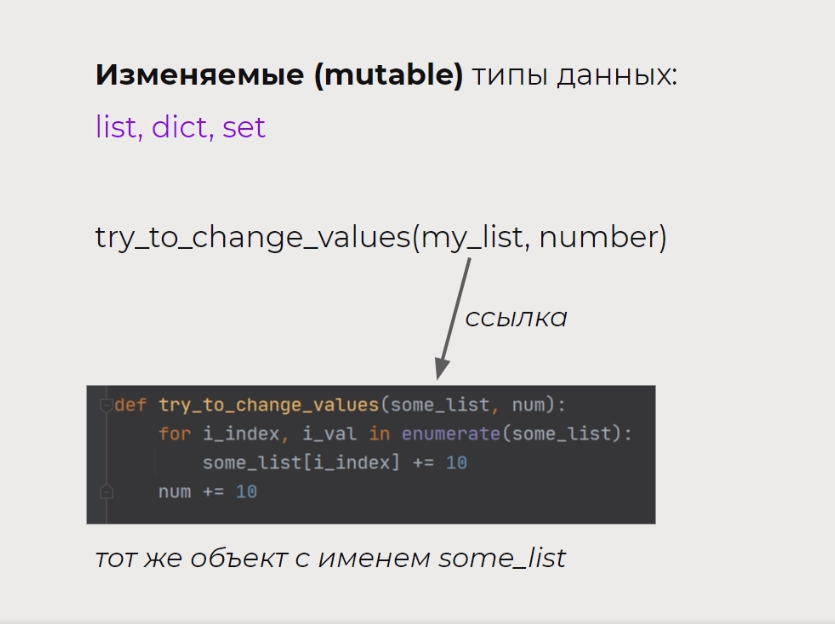 Изменяемые (mutable) типы данных:
list, dict, set
try_to_change_values(my_list, number)
ссылка
def try_to_change_values(some_list, num):
    for i_index, i_val in enumerate(some_list):
        some_list[i_index] += 10
    num += 10
тот же объект с именем some_list